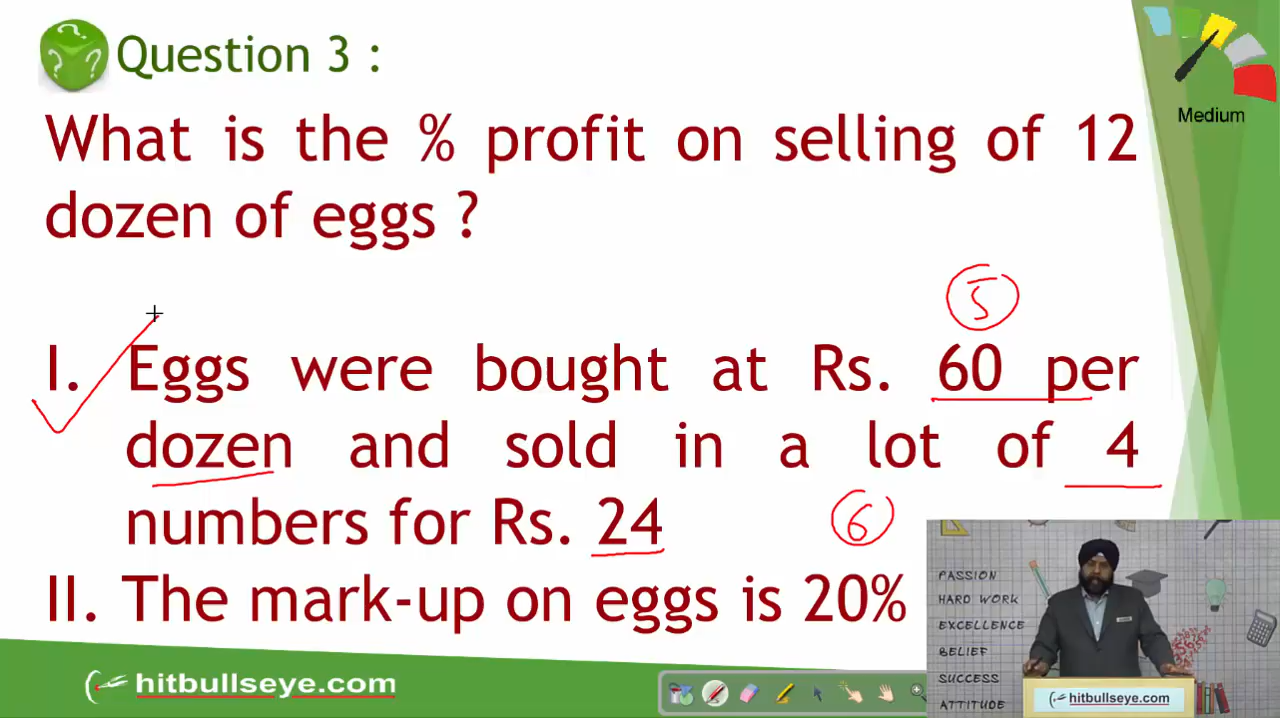 Question 3 :
Medium
What is the % profit on selling of 12
dozen of eggs ?
5
I. Eggs were bought at Rs. 60 per
dozen and sold in a lot of 4
numbers for Rs. 24
6
II. The mark-up on eggs is 20%
PASSION
HARD WORK
EXCELLENCE
BELIEF
SUCCESS
ATTITUDE
hitbullseye.com
hitbullseye.com